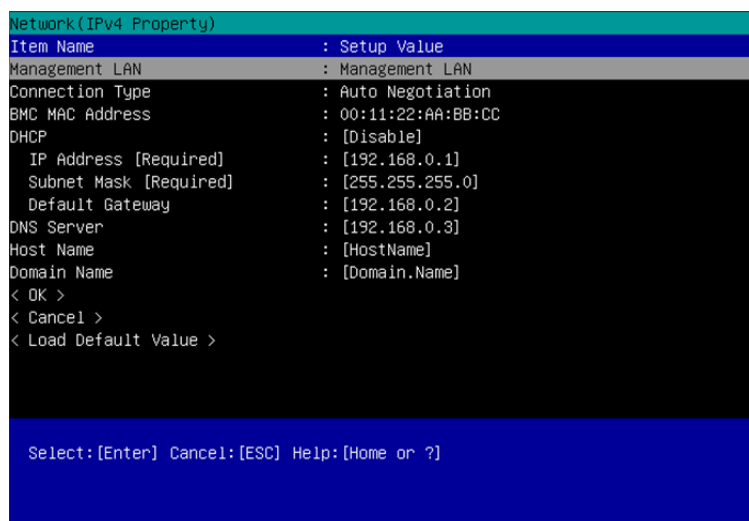 Network(IPv4 Property)
Item Name : Setup Value
Management LAN : Management LAN
Connection Type : Auto Negotiation
BMC MAC Address : 00:11:22:AA:BB:CC
DHCP : [Disable]
IP Address [Required] : [192.168.0.1]
Subnet Mask [Required] : [255.255.255.0]
Default Gateway : [192.168.0.2]
DNS Server : [192.168.0.3]
Host Name : [HostName]
Domain Name : [Domain.Name]
< OK >
< Cancel >
< Load Default Value >
Select:[Enter] Cancel:[ESC] Help:[Home or ?]